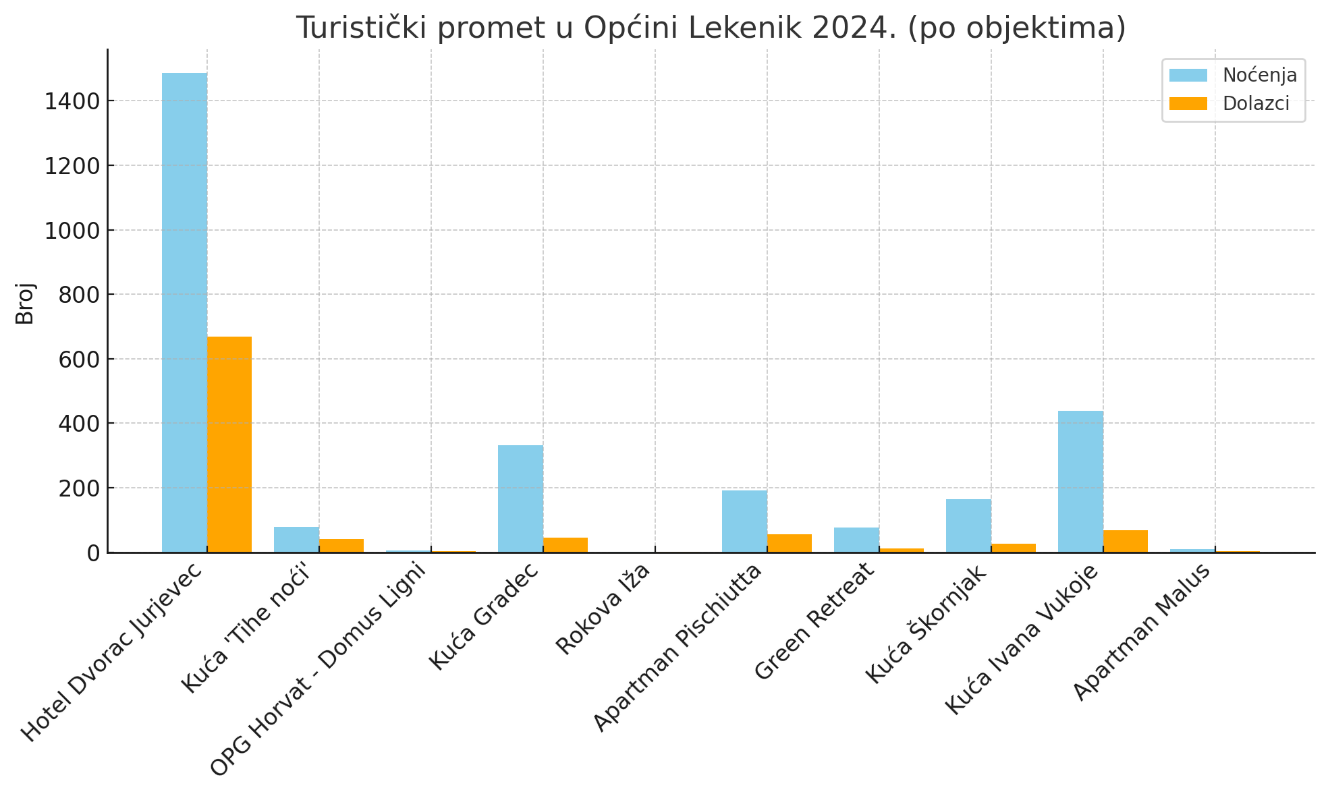 Turistički promet u Općini Lekenik 2024. (po objektima)
Noćenja
Dolazci
Broj
1400
1200
1000
800
600
400
200
0
Hotel Dvorac Jurjevec
Kuća 'Tihe noći'
OPG Horvat - Domus Ligni
Kuća Gradec
Rokova Iža
Apartman Pischiutta
Green Retreat
Kuća Škornjak
Kuća Ivana Vukoje
Apartman Malus